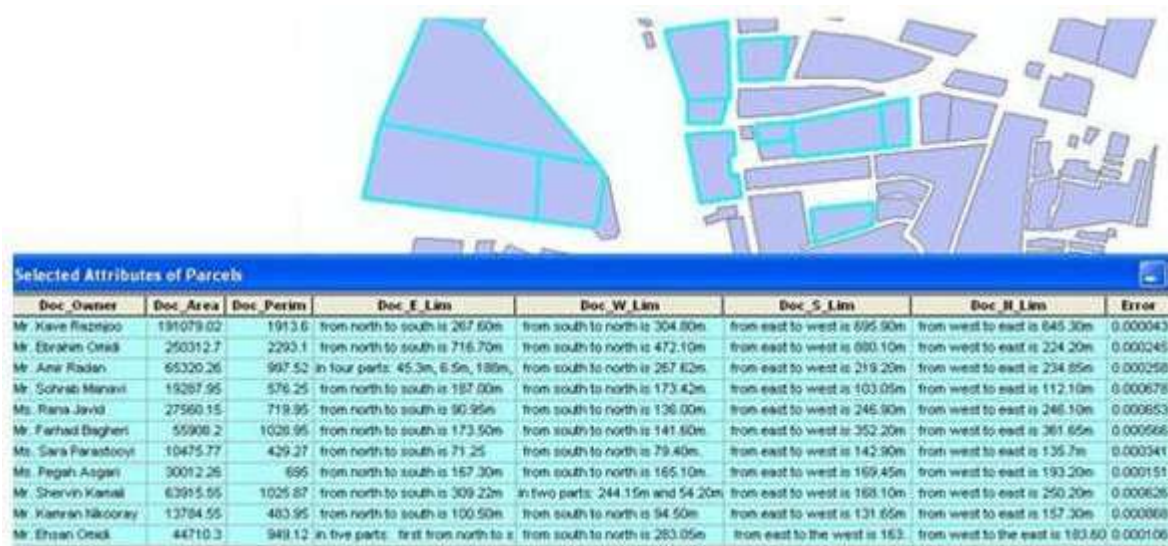 Selected Attributes of Parcels
Doc_Owner Doc_Area Doc_Perim Doc_E_Lim Doc_W_Lim Doc_S_Lim Doc_N_Lim Error
Mr. Kave Razmjoo 191079.02 1913.6 from north to south is 267.60m from south to north is 304.80m from east to west is 695.90m from west to east is 645.30m 0.000043
Mr. Ebrahim Omidi 250312.7 2293.1 from north to south is 716.70m from south to north is 472.10m from east to west is 880.10m from west to east is 224.20m 0.000245
Mr. Amir Radan 65320.26 997.52 in four parts: 45.3m, 6.5m, 188m, from south to north is 267.62m from east to west is 219.20m from west to east is 234.85m 0.000258
Mr. Sohrab Manavi 19287.95 576.25 from north to south is 187.00m from south to north is 173.42m from east to west is 103.05m from west to east is 112.10m
Ms. Rana Javid 27560.15 719.95 from north to south is 90.95m from south to north is 136.00m from east to west is 246.90m from west to east is 246.10m 0.000653
Mr. Farhad Bagheri 55908.2 1028.95 from north to south is 173.50m from south to north is 141.60m from east to west is 352.20m from west to east is 361.65m 0.000566
Ms. Sara Parastooyi 10475.77 429.27 from north to south is 71.25 from south to north is 79.40m. from east to west is 142.90m from west to east is 135.7m 0.000341
Ms. Pegah Asgari 30012.26 695 from north to south is 167.30m from south to north is 165.10m from east to west is 169.45m from west to east is 193.20m 0.000151
Mr. Shervin Kamali 63915.55 1025.87 from north to south is 309.22m in two parts: 244.15m and 54.20m from east to west is 168.10m from west to east is 250.20m 0.000626
Mr. Kamran Nikooray 13784.55 483.95 from north to south is 100.50m from south to north is 94.50m from east to west is 131.65m from west to east is 157.30m 0.000868
Mr. Ehsan Omidi 44710.3 949.12 in five parts: first from north to s from south to north is 283.05m from east to the west is 163. from west to the east is 183.60 0.000106